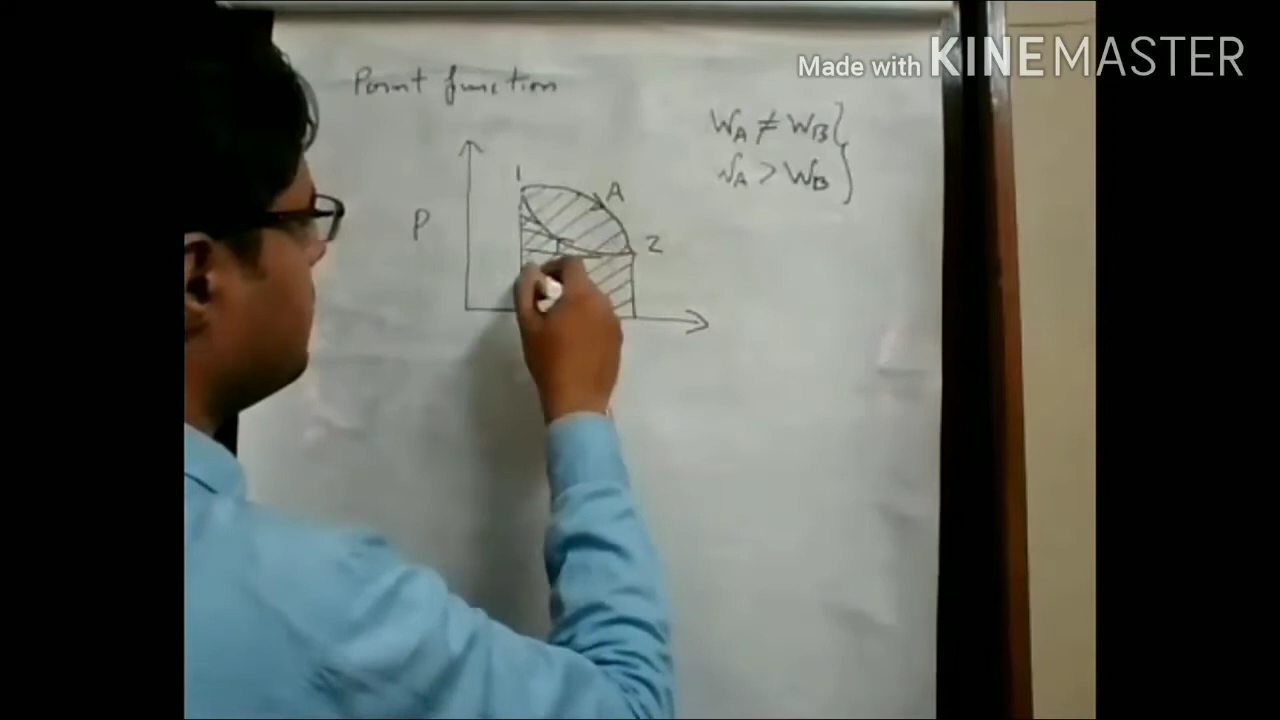 Made with KINEMASTER
Point function
WA ≠ WB
WA > WB
1
A
P
2